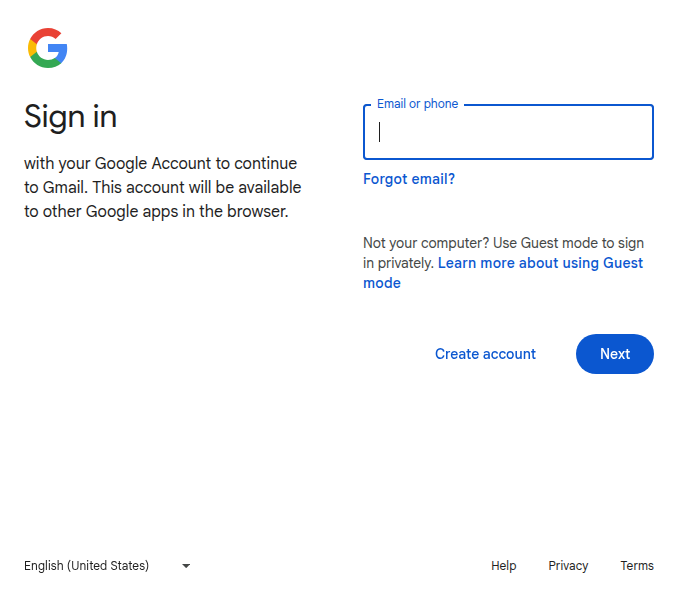 Sign in
with your Google Account to continue
to Gmail. This account will be available
to other Google apps in the browser.
Email or phone
Forgot email?
Not your computer? Use Guest mode to sign
in privately. Learn more about using Guest
mode
Create account
Next
English (United States)
Help
Privacy
Terms